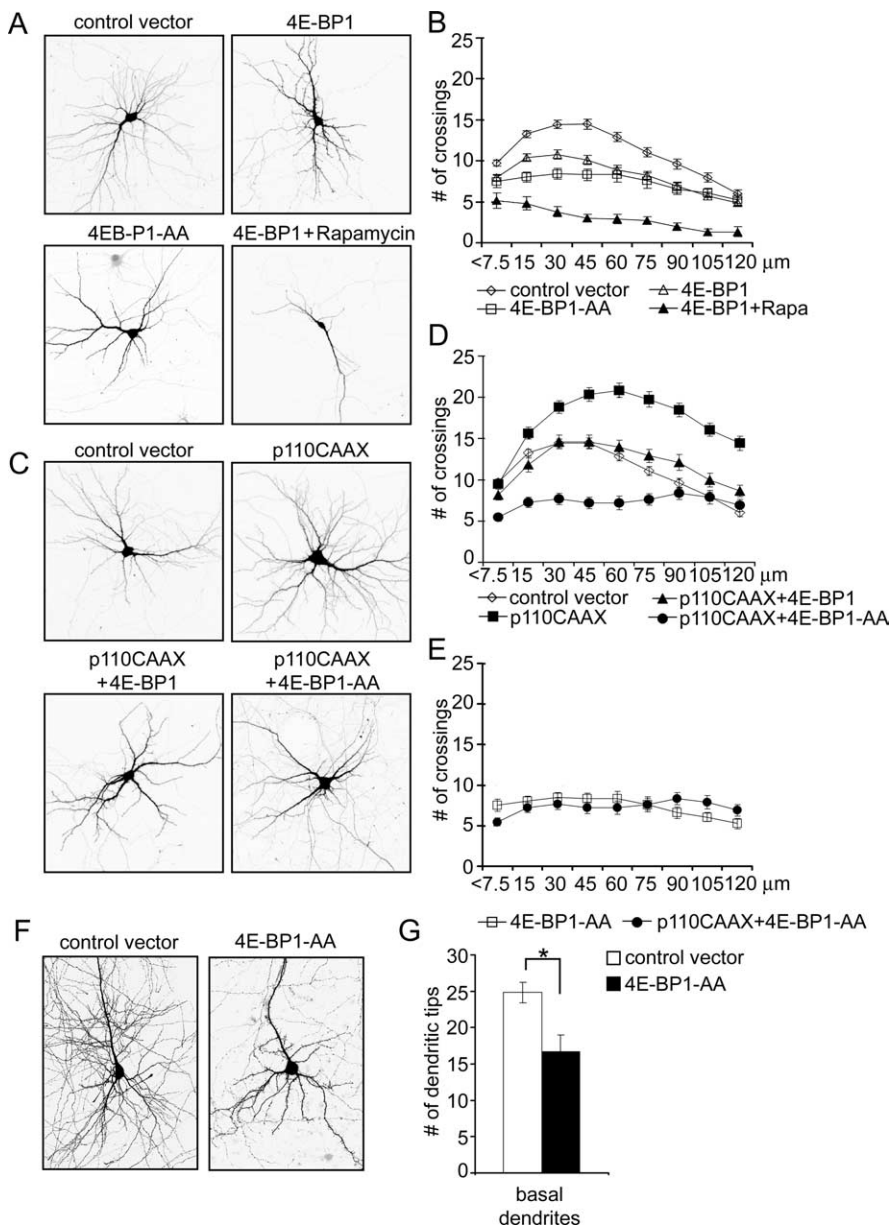 A
control vector
4E-BP1
4EB-P1-AA
4E-BP1+Rapamycin
B
# of crossings
25
20
15
10
5
0
<7.5 15 30 45 60 75 90 105 120 μm
control vector
4E-BP1
4E-BP1-AA
4E-BP1+Rapa
C
control vector
p110CAAX
p110CAAX
+4E-BP1
p110CAAX
+4E-BP1-AA
D
# of crossings
25
20
15
10
5
0
<7.5 15 30 45 60 75 90 105 120 μm
control vector
p110CAAX+4E-BP1
p110CAAX
p110CAAX+4E-BP1-AA
E
# of crossings
25
20
15
10
5
0
<7.5 15 30 45 60 75 90 105 120 μm
4E-BP1-AA
p110CAAX+4E-BP1-AA
F
control vector
4E-BP1-AA
G
# of dendritic tips
30
25
20
15
10
5
0
*
control vector
4E-BP1-AA
basal
dendrites